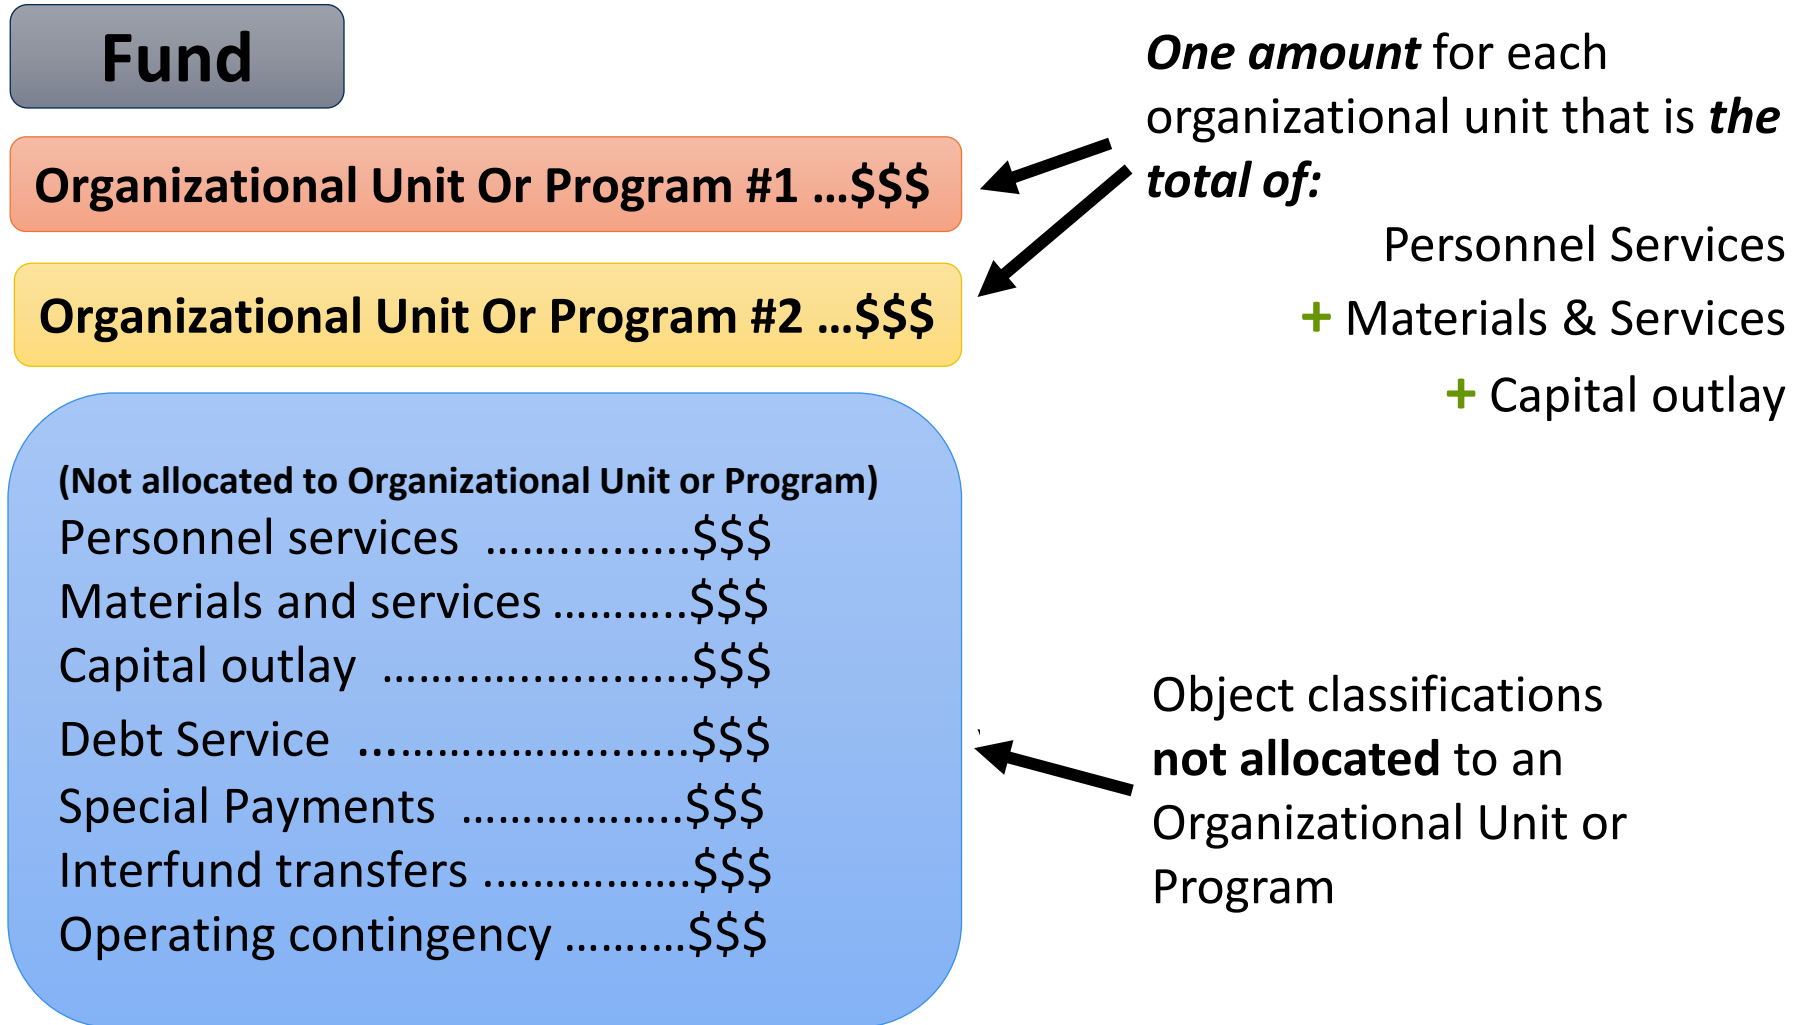 Fund
Organizational Unit Or Program #1 …$$$
Organizational Unit Or Program #2 …$$$
(Not allocated to Organizational Unit or Program)
Personnel services ……..........$$$
Materials and services ………..$$$
Capital outlay ……..…............$$$
Debt Service ……………….......$$$
Special Payments ……….……..$$$
Interfund transfers ……………..$$$
Operating contingency …….…$$$
One amount for each
organizational unit that is the
total of:
Personnel Services
+ Materials & Services
+ Capital outlay
Object classifications
not allocated to an
Organizational Unit or
Program